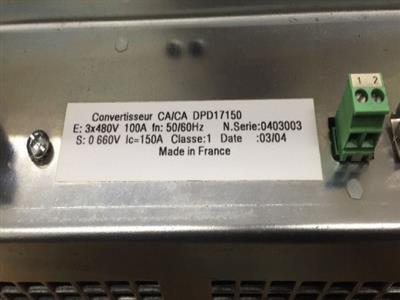 Convertisseur CA/CA DPD17150
E: 3x480V 100A fn: 50/60Hz N.Serie:0403003
S: 0 660V Ic=150A Classe:1 Date :03/04
Made in France
1 2